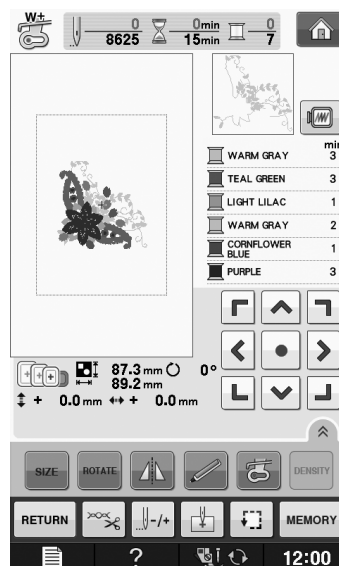 W+
0 0min 0
8625 15min 7
min
WARM GRAY 3
TEAL GREEN 3
LIGHT LILAC 1
WARM GRAY 2
CORNFLOWER
BLUE 1
PURPLE 3
87.3 mm 0°
89.2 mm
+ 0.0 mm + 0.0 mm
SIZE ROTATE DENSITY
RETURN -/+ MEMORY
? 12:00